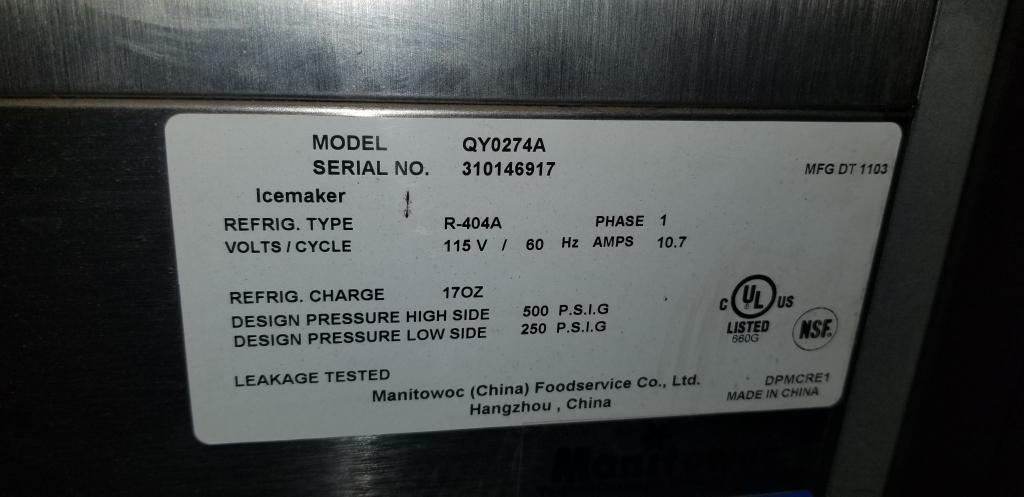 MODEL QY0274A
SERIAL NO. 310146917
MFG DT 1103
Icemaker
REFRIG. TYPE R-404A PHASE 1
VOLTS / CYCLE 115 V / 60 Hz AMPS 10.7
REFRIG. CHARGE 17OZ
DESIGN PRESSURE HIGH SIDE 500 P.S.I.G
DESIGN PRESSURE LOW SIDE 250 P.S.I.G
C UL US
LISTED
660G
NSF.
LEAKAGE TESTED
Manitowoc (China) Foodservice Co., Ltd.
Hangzhou , China
DPMCRE1
MADE IN CHINA